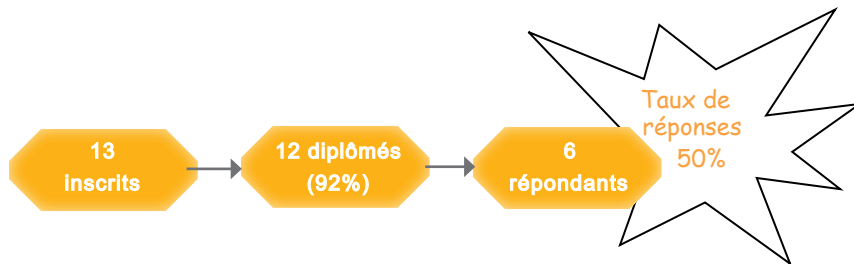 13
inscrits
12 diplômés
(92%)
6
répondants
Taux de
réponses
50%